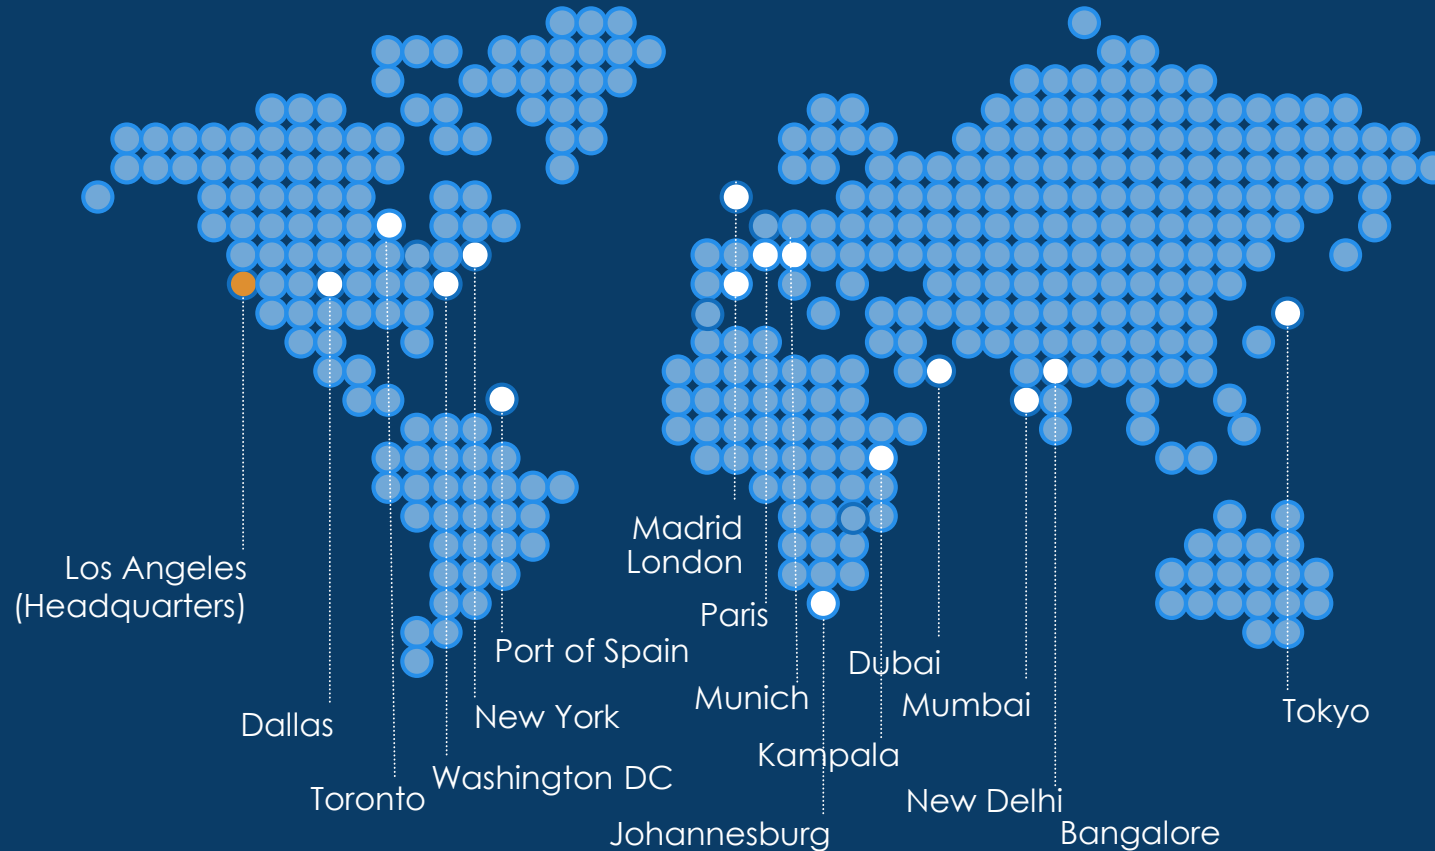 Madrid
London
Los Angeles
(Headquarters)
Paris
Port of Spain
Dubai
Munich
Mumbai
Tokyo
New York
Dallas
Kampala
Washington DC
Toronto
New Delhi
Johannesburg
Bangalore